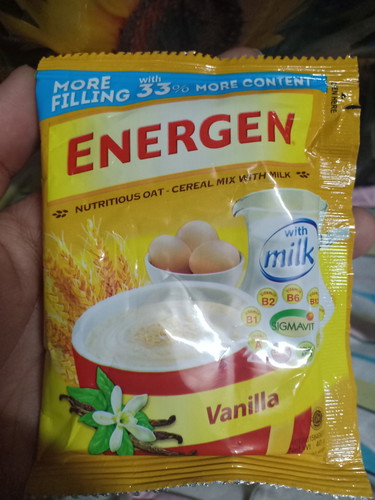 MORE FILLING with 33% MORE CONTENT
ENERGEN
NUTRITIOUS OAT - CEREAL MIX WITH MILK
with
milk
B2 B6 B12
B1
SIGMAVIT
Vanilla